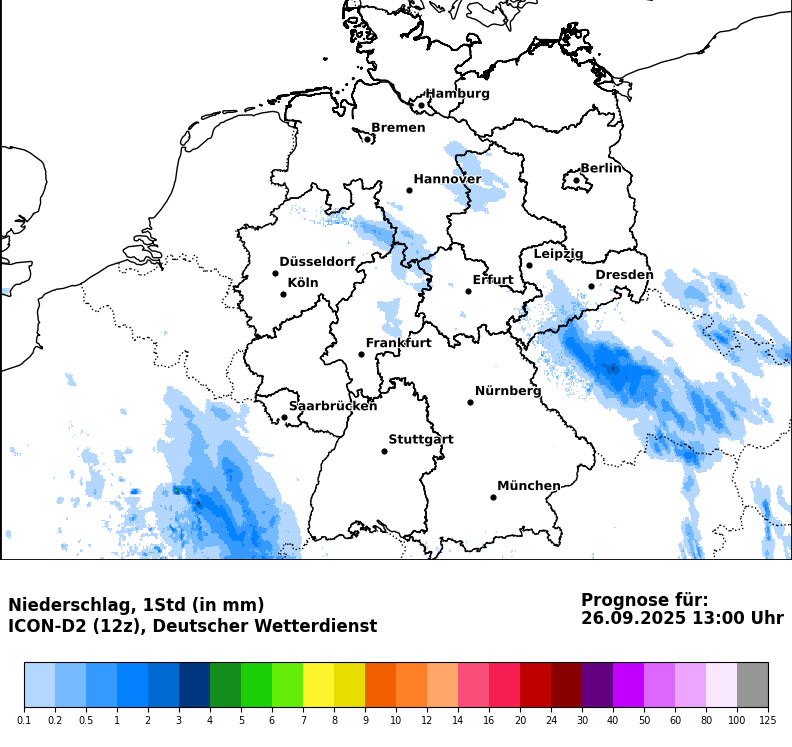 Hamburg
Bremen
Berlin
Hannover
Leipzig
Düsseldorf
Dresden
Köln
Erfurt
Frankfurt
Nürnberg
Saarbrücken
Stuttgart
München
Niederschlag, 1Std (in mm)
ICON-D2 (12z), Deutscher Wetterdienst
Prognose für:
26.09.2025 13:00 Uhr
0.1 0.2 0.5 1 2 3 4 5 6 7 8 9 10 12 14 16 20 24 30 40 50 60 80 100 125